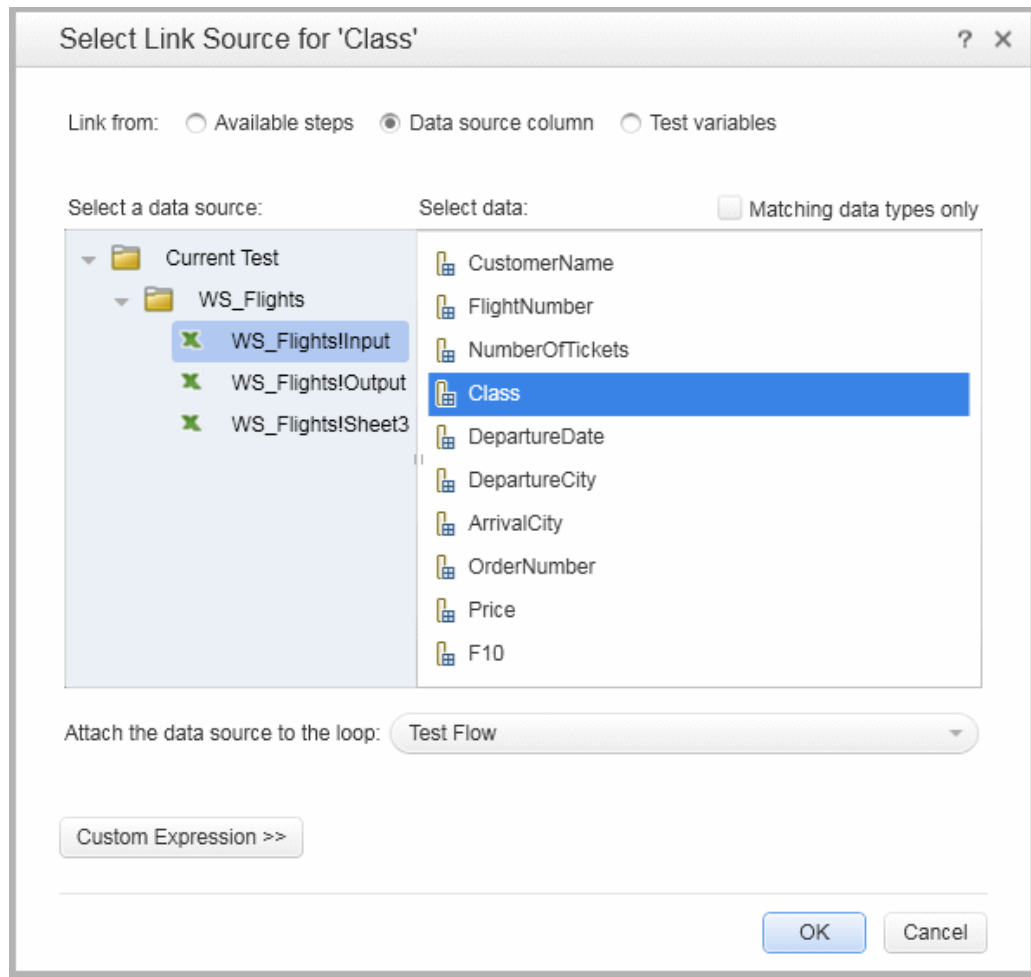 Select Link Source for 'Class'
? ×
Link from: Available steps Data source column Test variables
Select a data source: Select data: Matching data types only
Current Test
WS_Flights
WS_Flights!Input
WS_Flights!Output
WS_Flights!Sheet3
CustomerName
FlightNumber
NumberOfTickets
Class
DepartureDate
DepartureCity
ArrivalCity
OrderNumber
Price
F10
Attach the data source to the loop: Test Flow
Custom Expression >>
OK Cancel